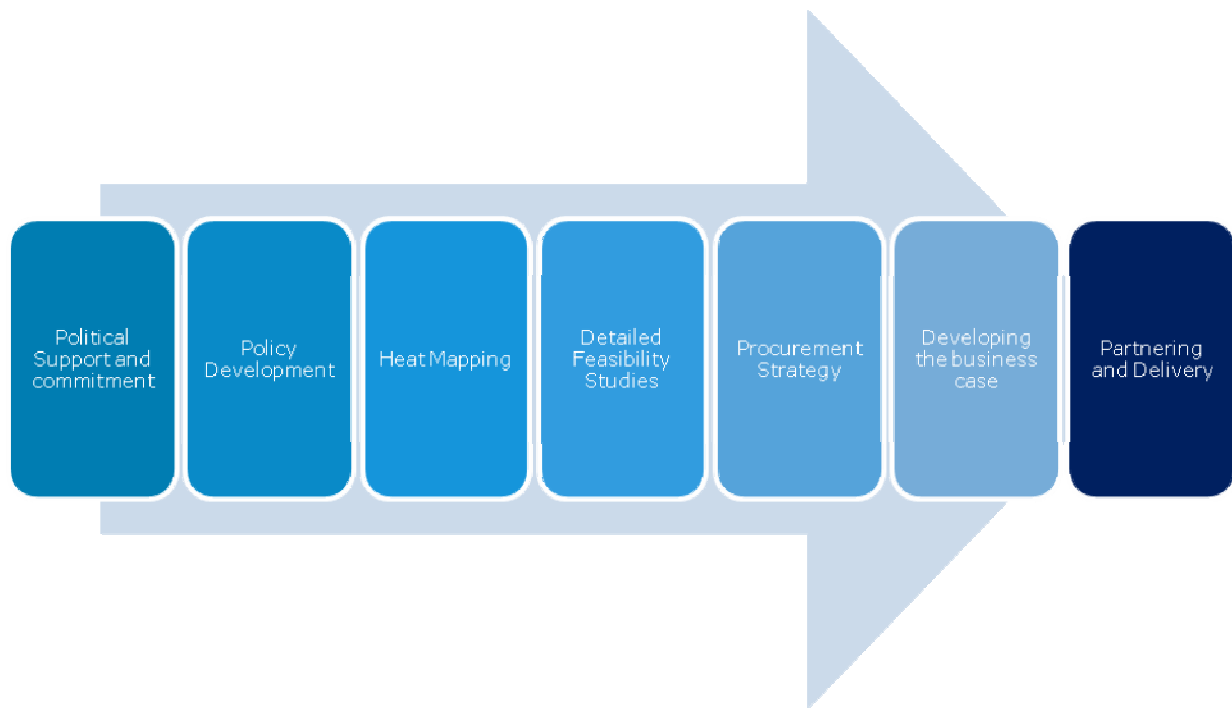 Political
Support and
commitment
Policy
Development
Heat Mapping
Detailed
Feasibility
Studies
Procurement
Strategy
Developing
the business
case
Partnering
and Delivery